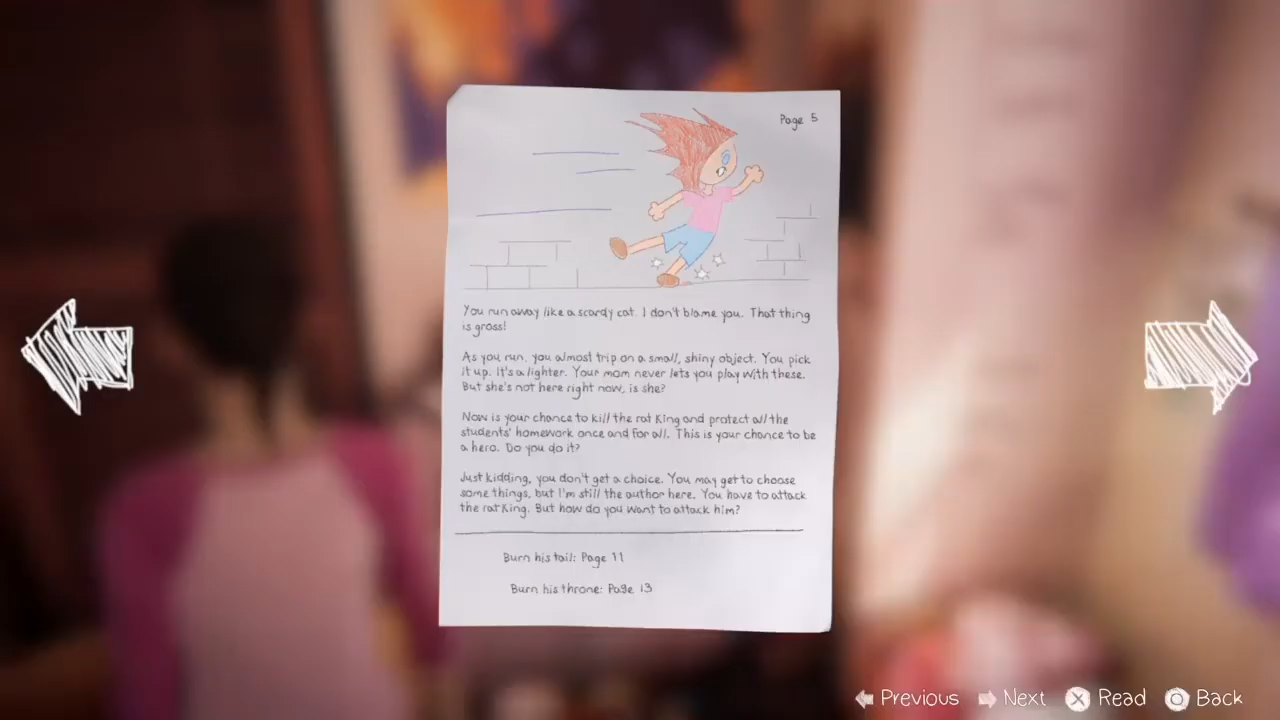 Page 5
You run away like a scardy cat. I don't blame you. That thing
is gross!
As you run, you almost trip on a small, shiny object. You pick
it up. It's a lighter. Your mom never lets you play with these.
But she's not here right now, is she?
Now is your chance to kill the rat King and protect all the
students' homework once and for all. This is your chance to be
a hero. Do you do it?
Just kidding, you don't get a choice. You may get to choose
some things, but I'm still the author here. You have to attack
the rat King. But how do you want to attack him?
Burn his tail: Page 11
Burn his throne: Page 13
Previous Next X Read O Back